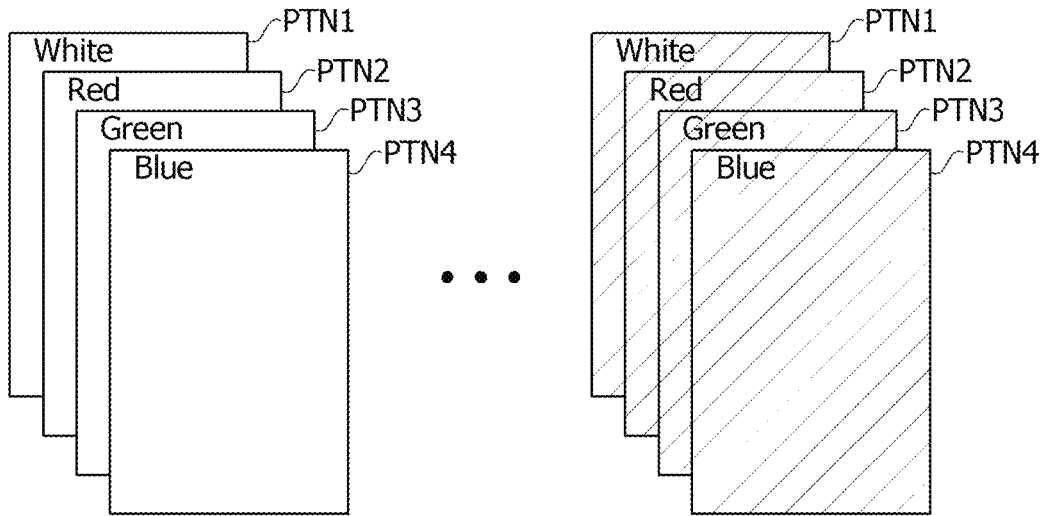 PTN1 PTN1
White White
PTN2 PTN2
Red Red
PTN3 PTN3
Green Green
PTN4 PTN4
Blue Blue